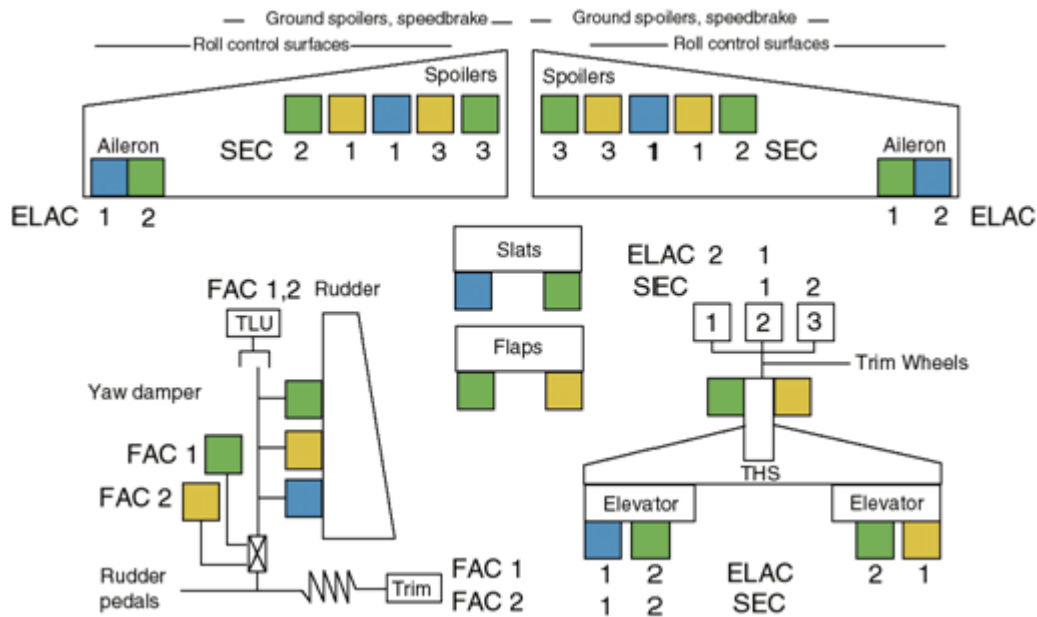 Ground spoilers, speedbrake Ground spoilers, speedbrake
Roll control surfaces Roll control surfaces
Spoilers Spoilers
SEC 2 1 1 3 3 3 3 1 1 2 SEC
Aileron Aileron
ELAC 1 2 1 2 ELAC
Slats
Flaps
FAC 1,2 Rudder
TLU
Yaw damper
FAC 1
FAC 2
Rudder
pedals
Trim
FAC 1
FAC 2
ELAC 2 1
SEC 1 2
1 2 3
Trim Wheels
THS
Elevator Elevator
1 2 ELAC 2 1
1 2 SEC